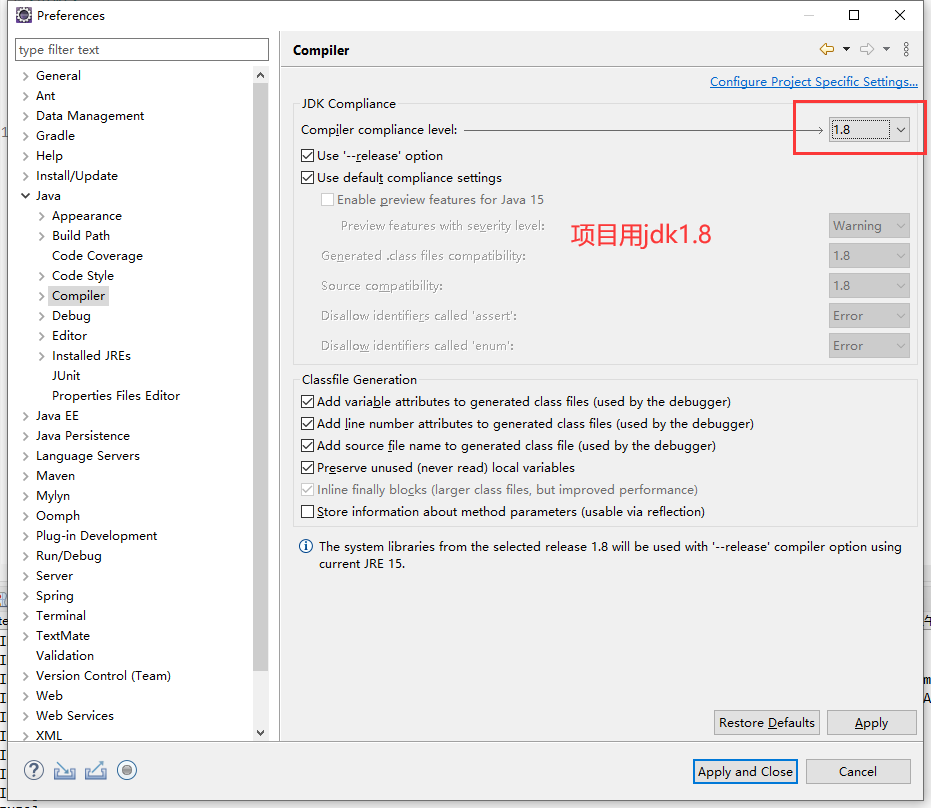 Preferences
type filter text
General
Ant
Data Management
Gradle
Help
Install/Update
Java
Appearance
Build Path
Code Coverage
Code Style
Compiler
Debug
Editor
Installed JREs
JUnit
Properties Files Editor
Java EE
Java Persistence
Language Servers
Maven
Mylyn
Oomph
Plug-in Development
Run/Debug
Server
Spring
Terminal
TextMate
Validation
Version Control (Team)
Web
Web Services
XML
Compiler
Configure Project Specific Settings...
JDK Compliance
Compiler compliance level: 1.8
Use '--release' option
Use default compliance settings
Enable preview features for Java 15
Preview features with severity level: Warning
项目用jdk1.8
Generated .class files compatibility: 1.8
Source compatibility: 1.8
Disallow identifiers called 'assert': Error
Disallow identifiers called 'enum': Error
Classfile Generation
Add variable attributes to generated class files (used by the debugger)
Add line number attributes to generated class files (used by the debugger)
Add source file name to generated class file (used by the debugger)
Preserve unused (never read) local variables
Inline finally blocks (larger class files, but improved performance)
Store information about method parameters (usable via reflection)
The system libraries from the selected release 1.8 will be used with '--release' compiler option using
current JRE 15.
Restore Defaults Apply
Apply and Close Cancel